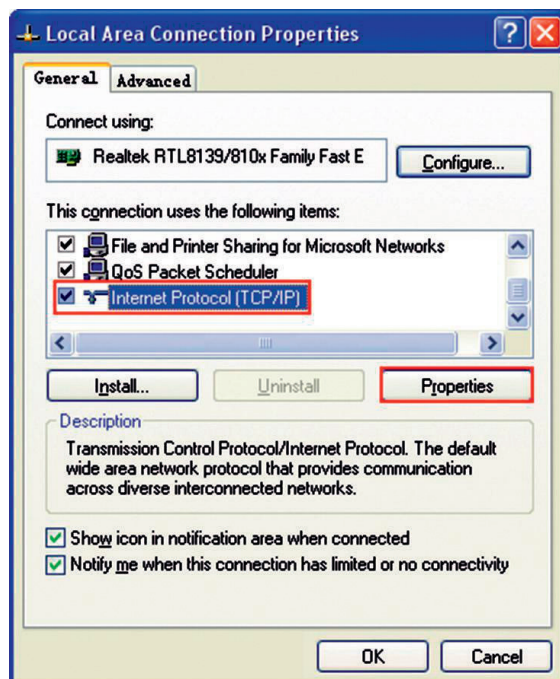 Local Area Connection Properties
General Advanced
Connect using:
Realtek RTL8139/810x Family Fast E
Configure...
This connection uses the following items:
File and Printer Sharing for Microsoft Networks
QoS Packet Scheduler
Internet Protocol (TCP/IP)
Install... Uninstall Properties
Description
Transmission Control Protocol/Internet Protocol. The default
wide area network protocol that provides communication
across diverse interconnected networks.
Show icon in notification area when connected
Notify me when this connection has limited or no connectivity
OK Cancel